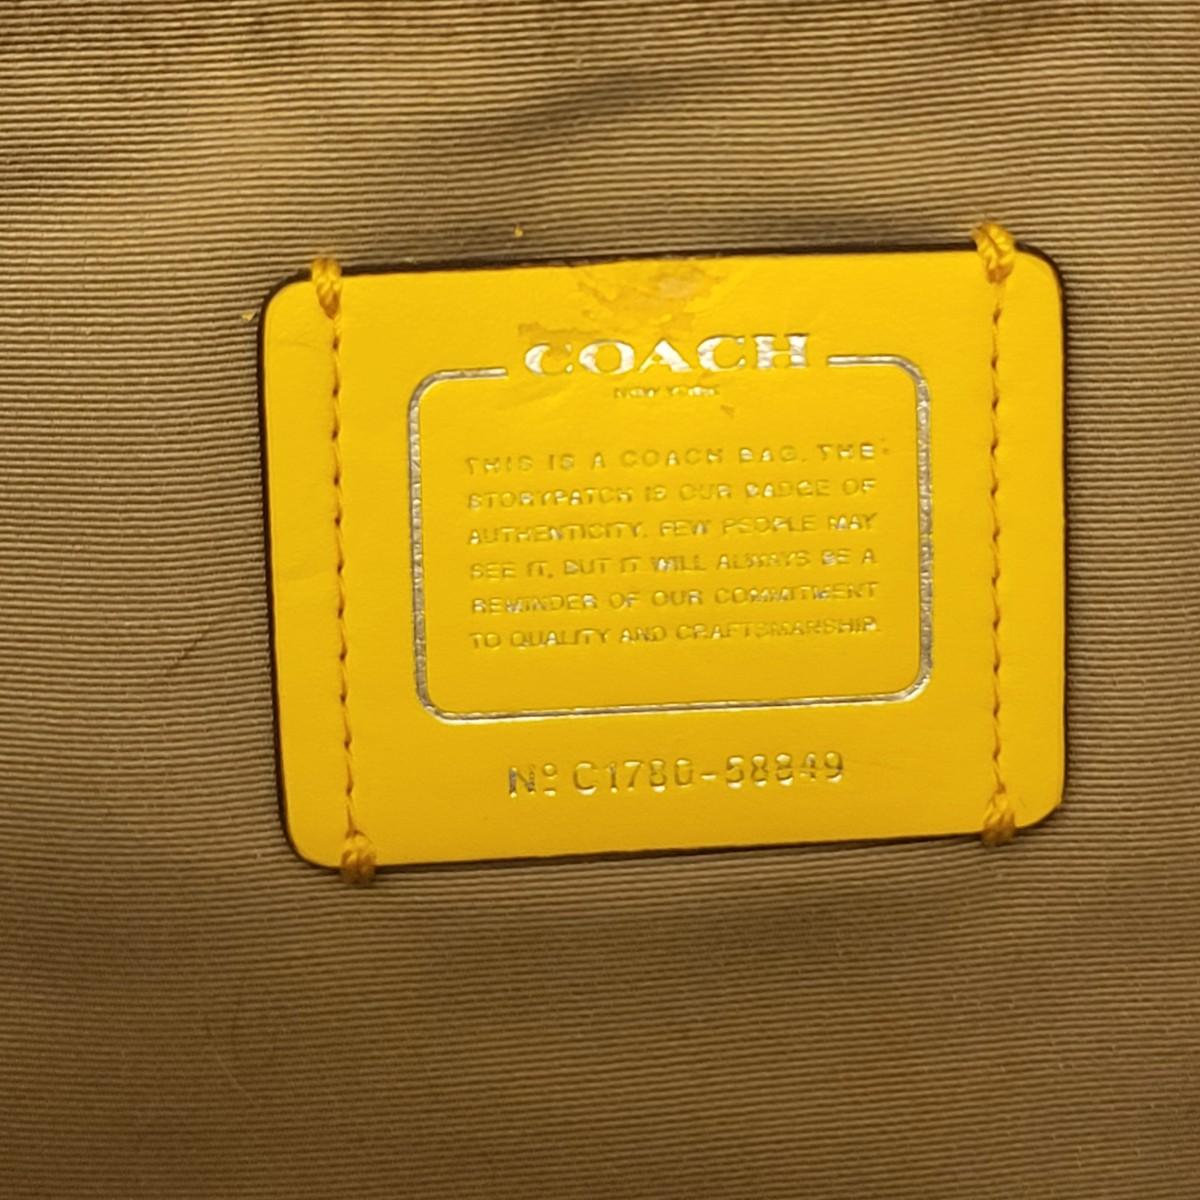 COACH
NEW YORK
THIS IS A COACH BAG. THE
STORYPATCH IS OUR BADGE OF
AUTHENTICITY. FEW PEOPLE MAY
SEE IT, BUT IT WILL ALWAYS BE A
REMINDER OF OUR COMMITMENT
TO QUALITY AND CRAFTSMANSHIP.
Nº C1780-58849